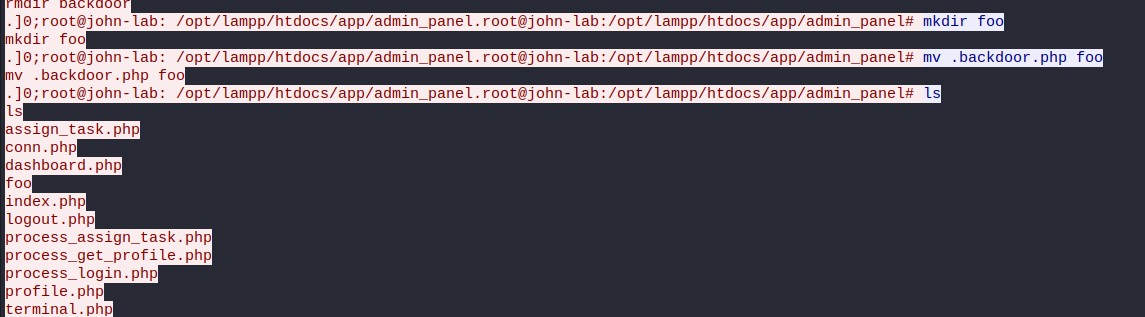 rmdir backdoor
.]0;root@john-lab: /opt/lampp/htdocs/app/admin_panel.root@john-lab:/opt/lampp/htdocs/app/admin_panel# mkdir foo
mkdir foo
.]0;root@john-lab: /opt/lampp/htdocs/app/admin_panel.root@john-lab:/opt/lampp/htdocs/app/admin_panel# mv .backdoor.php foo
mv .backdoor.php foo
.]0;root@john-lab: /opt/lampp/htdocs/app/admin_panel.root@john-lab:/opt/lampp/htdocs/app/admin_panel# ls
ls
assign_task.php
conn.php
dashboard.php
foo
index.php
logout.php
process_assign_task.php
process_get_profile.php
process_login.php
profile.php
terminal.php